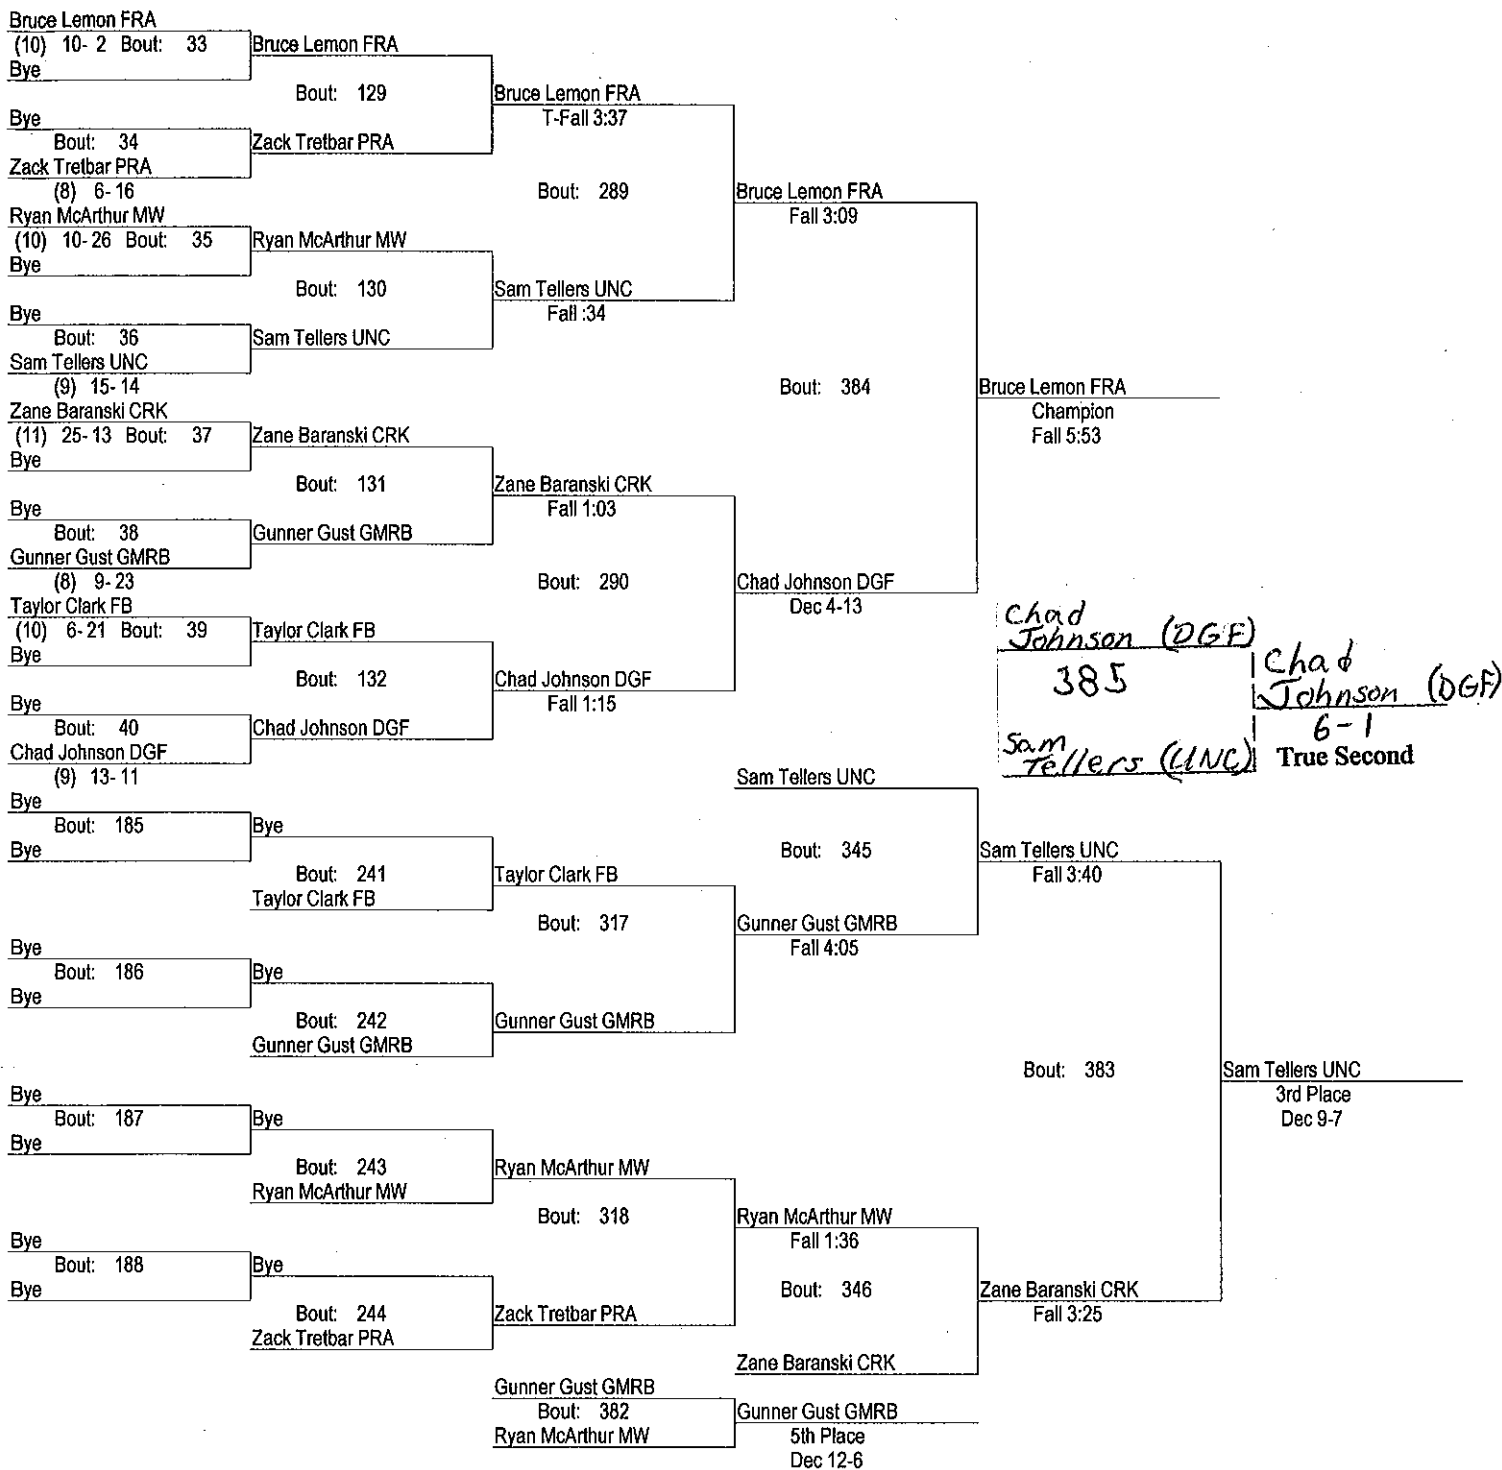 Bruce Lemon FRA
(10) 10- 2 Bout: 33
Bye
Bruce Lemon FRA
Bout: 129
Bye
Bout: 34
Zack Tretbar PRA
(8) 6- 16
Zack Tretbar PRA
Bruce Lemon FRA
T-Fall 3:37
Bout: 289
Ryan McArthur MW
(10) 10-26 Bout: 35
Bye
Ryan McArthur MW
Bout: 130
Bye
Bout: 36
Sam Tellers UNC
(9) 15- 14
Sam Tellers UNC
Sam Tellers UNC
Fall :34
Bruce Lemon FRA
Fall 3:09
Bout: 384
Zane Baranski CRK
(11) 25- 13 Bout: 37
Bye
Zane Baranski CRK
Bout: 131
Bye
Bout: 38
Gunner Gust GMRB
(8) 9- 23
Gunner Gust GMRB
Zane Baranski CRK
Fall 1:03
Bout: 290
Taylor Clark FB
(10) 6-21 Bout: 39
Bye
Taylor Clark FB
Bout: 132
Bye
Bout: 40
Chad Johnson DGF
(9) 13- 11
Chad Johnson DGF
Chad Johnson DGF
Fall 1:15
Chad Johnson DGF
Dec 4-13
Bruce Lemon FRA
Champion
Fall 5:53
Chad
Johnson (DGF)
385
Sam
Tellers (UNC)
Chad
Johnson (DGF)
6-1
True Second
Bye
Bout: 185
Bye
Bye
Bout: 241
Taylor Clark FB
Taylor Clark FB
Bout: 317
Bye
Bout: 186
Bye
Bye
Bout: 242
Gunner Gust GMRB
Gunner Gust GMRB
Sam Tellers UNC
Bout: 345
Gunner Gust GMRB
Fall 4:05
Sam Tellers UNC
Fall 3:40
Bout: 383
Bye
Bout: 187
Bye
Bye
Bout: 243
Ryan McArthur MW
Ryan McArthur MW
Bout: 318
Bye
Bout: 188
Bye
Bye
Bout: 244
Zack Tretbar PRA
Zack Tretbar PRA
Ryan McArthur MW
Fall 1:36
Bout: 346
Zane Baranski CRK
Zane Baranski CRK
Fall 3:25
Sam Tellers UNC
3rd Place
Dec 9-7
Gunner Gust GMRB
Bout: 382
Ryan McArthur MW
Gunner Gust GMRB
5th Place
Dec 12-6